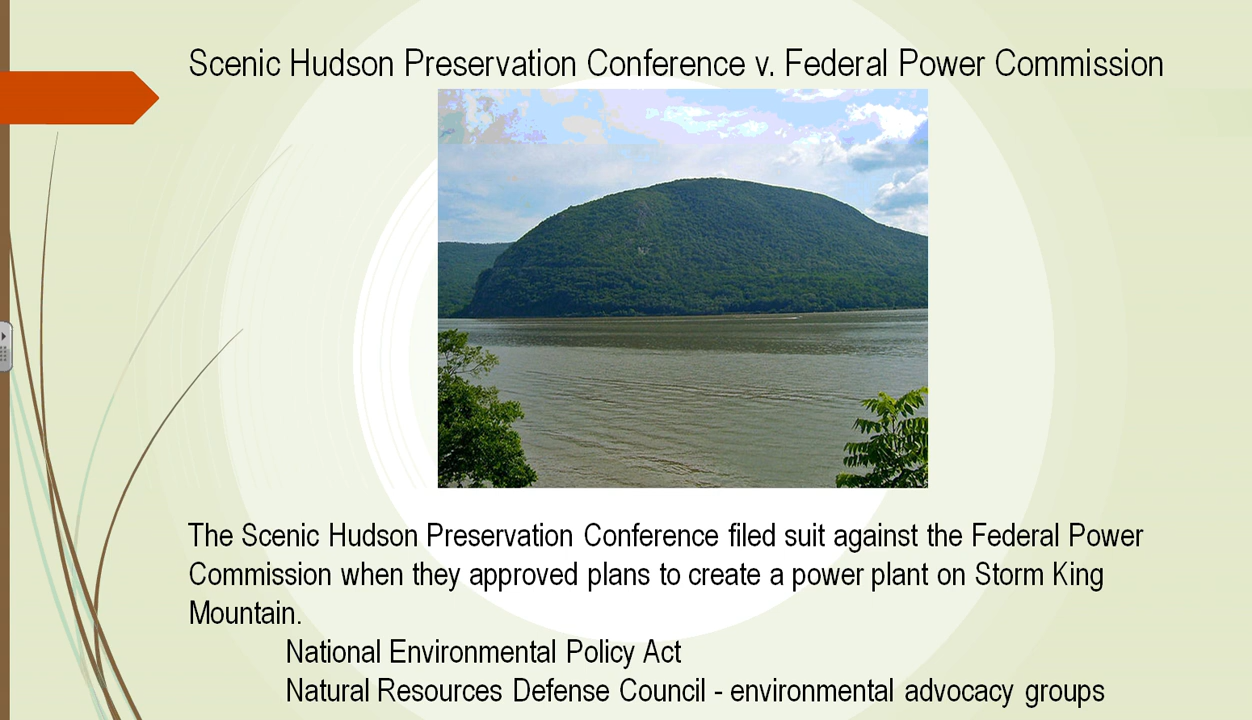 Scenic Hudson Preservation Conference v. Federal Power Commission
The Scenic Hudson Preservation Conference filed suit against the Federal Power
Commission when they approved plans to create a power plant on Storm King
Mountain.
National Environmental Policy Act
Natural Resources Defense Council - environmental advocacy groups